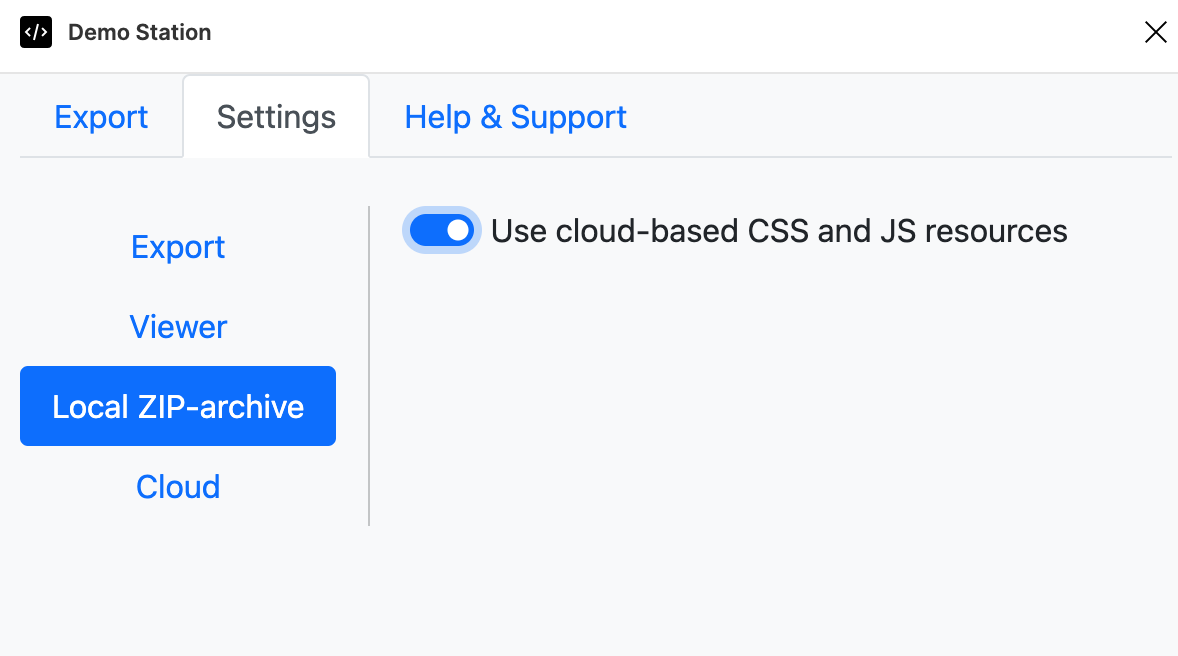 </> Demo Station
Export Settings Help & Support
Export
Viewer
Local ZIP-archive
Cloud
Use cloud-based CSS and JS resources